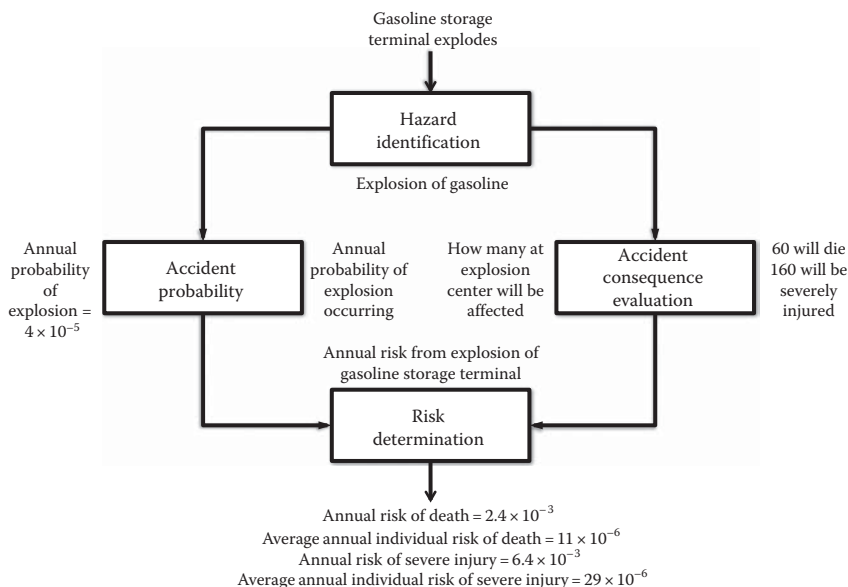 Gasoline storage
terminal explodes
Hazard
identification
Explosion of gasoline
Annual
probability
of
explosion =
4 × 10⁻⁵
Accident
probability
Annual
probability of
explosion
occurring
How many at
explosion
center will be
affected
Accident
consequence
evaluation
60 will die
160 will be
severely
injured
Annual risk from explosion of
gasoline storage terminal
Risk
determination
Annual risk of death = 2.4 × 10⁻³
Average annual individual risk of death = 11 × 10⁻⁶
Annual risk of severe injury = 6.4 × 10⁻³
Average annual individual risk of severe injury = 29 × 10⁻⁶